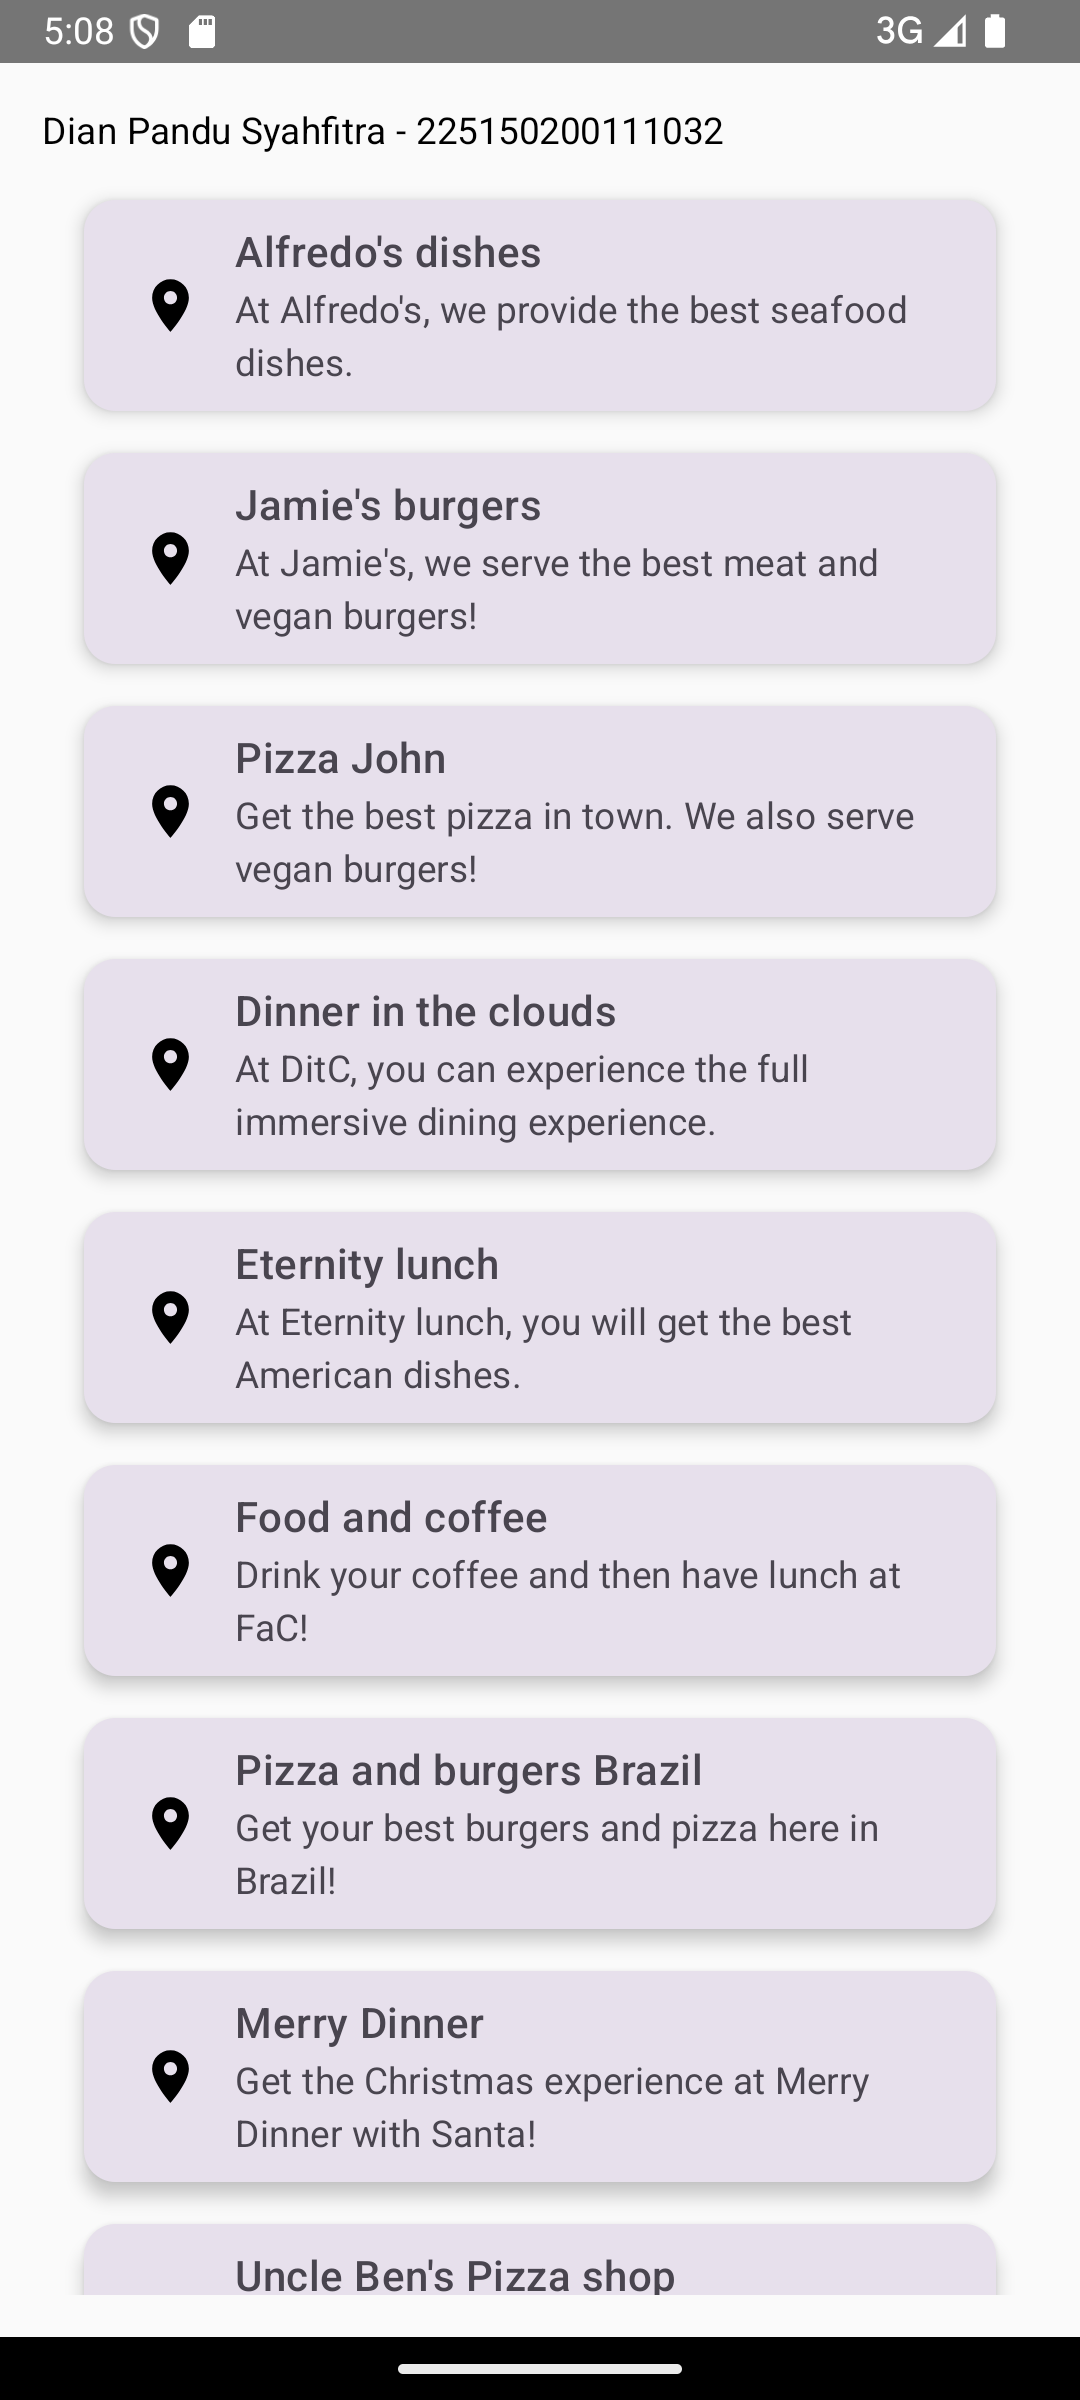 5:08 3G
Dian Pandu Syahfitra - 225150200111032
Alfredo's dishes
At Alfredo's, we provide the best seafood
dishes.
Jamie's burgers
At Jamie's, we serve the best meat and
vegan burgers!
Pizza John
Get the best pizza in town. We also serve
vegan burgers!
Dinner in the clouds
At DitC, you can experience the full
immersive dining experience.
Eternity lunch
At Eternity lunch, you will get the best
American dishes.
Food and coffee
Drink your coffee and then have lunch at
FaC!
Pizza and burgers Brazil
Get your best burgers and pizza here in
Brazil!
Merry Dinner
Get the Christmas experience at Merry
Dinner with Santa!
Uncle Ben's Pizza shop